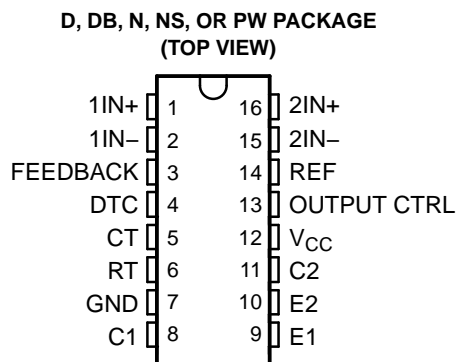 D, DB, N, NS, OR PW PACKAGE
(TOP VIEW)
1IN+ 1 16 2IN+
1IN− 2 15 2IN−
FEEDBACK 3 14 REF
DTC 4 13 OUTPUT CTRL
CT 5 12 VCC
RT 6 11 C2
GND 7 10 E2
C1 8 9 E1